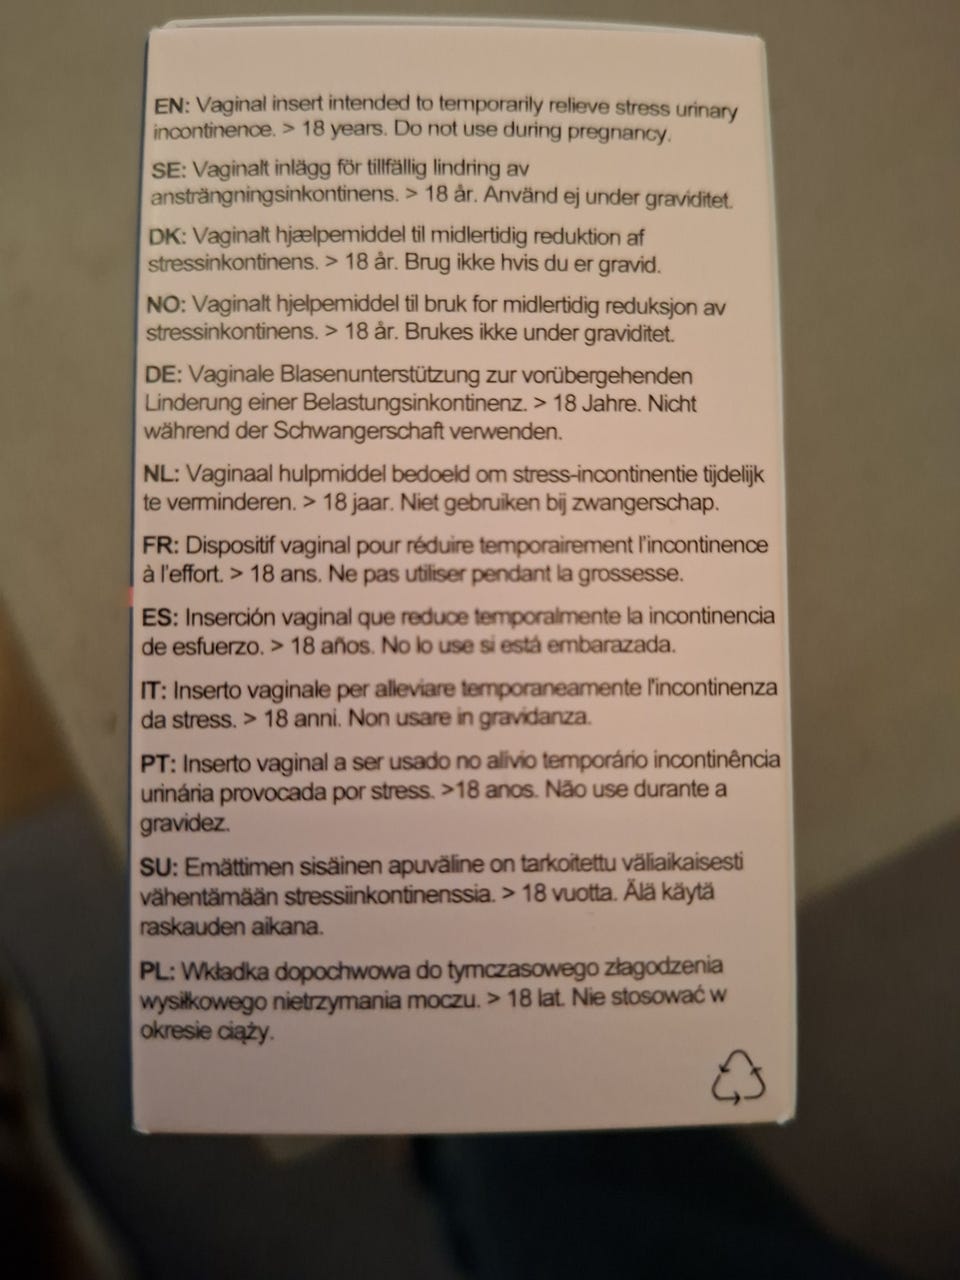 EN: Vaginal insert intended to temporarily relieve stress urinary
incontinence. > 18 years. Do not use during pregnancy.
SE: Vaginalt inlägg för tillfällig lindring av
ansträngningsinkontinens. > 18 år. Använd ej under graviditet.
DK: Vaginalt hjælpemiddel til midlertidig reduktion af
stressinkontinens. > 18 år. Brug ikke hvis du er gravid.
NO: Vaginalt hjelpemiddel til bruk for midlertidig reduksjon av
stressinkontinens. > 18 år. Brukes ikke under graviditet.
DE: Vaginale Blasenunterstützung zur vorübergehenden
Linderung einer Belastungsinkontinenz. > 18 Jahre. Nicht
während der Schwangerschaft verwenden.
NL: Vaginaal hulpmiddel bedoeld om stress-incontinentie tijdelijk
te verminderen. > 18 jaar. Niet gebruiken bij zwangerschap.
FR: Dispositif vaginal pour réduire temporairement l'incontinence
à l'effort. > 18 ans. Ne pas utiliser pendant la grossesse.
ES: Inserción vaginal que reduce temporalmente la incontinencia
de esfuerzo. > 18 años. No lo use si está embarazada.
IT: Inserto vaginale per alleviare temporaneamente l'incontinenza
da stress. > 18 anni. Non usare in gravidanza.
PT: Inserto vaginal a ser usado no alívio temporário incontinência
urinária provocada por stress. >18 anos. Não use durante a
gravidez.
SU: Emättimen sisäinen apuväline on tarkoitettu väliaikaisesti
vähentämään stressiinkontinenssia. > 18 vuotta. Älä käytä
raskauden aikana.
PL: Wkładka dopochwowa do tymczasowego złagodzenia
wysiłkowego nietrzymania moczu. > 18 lat. Nie stosować w
okresie ciąży.